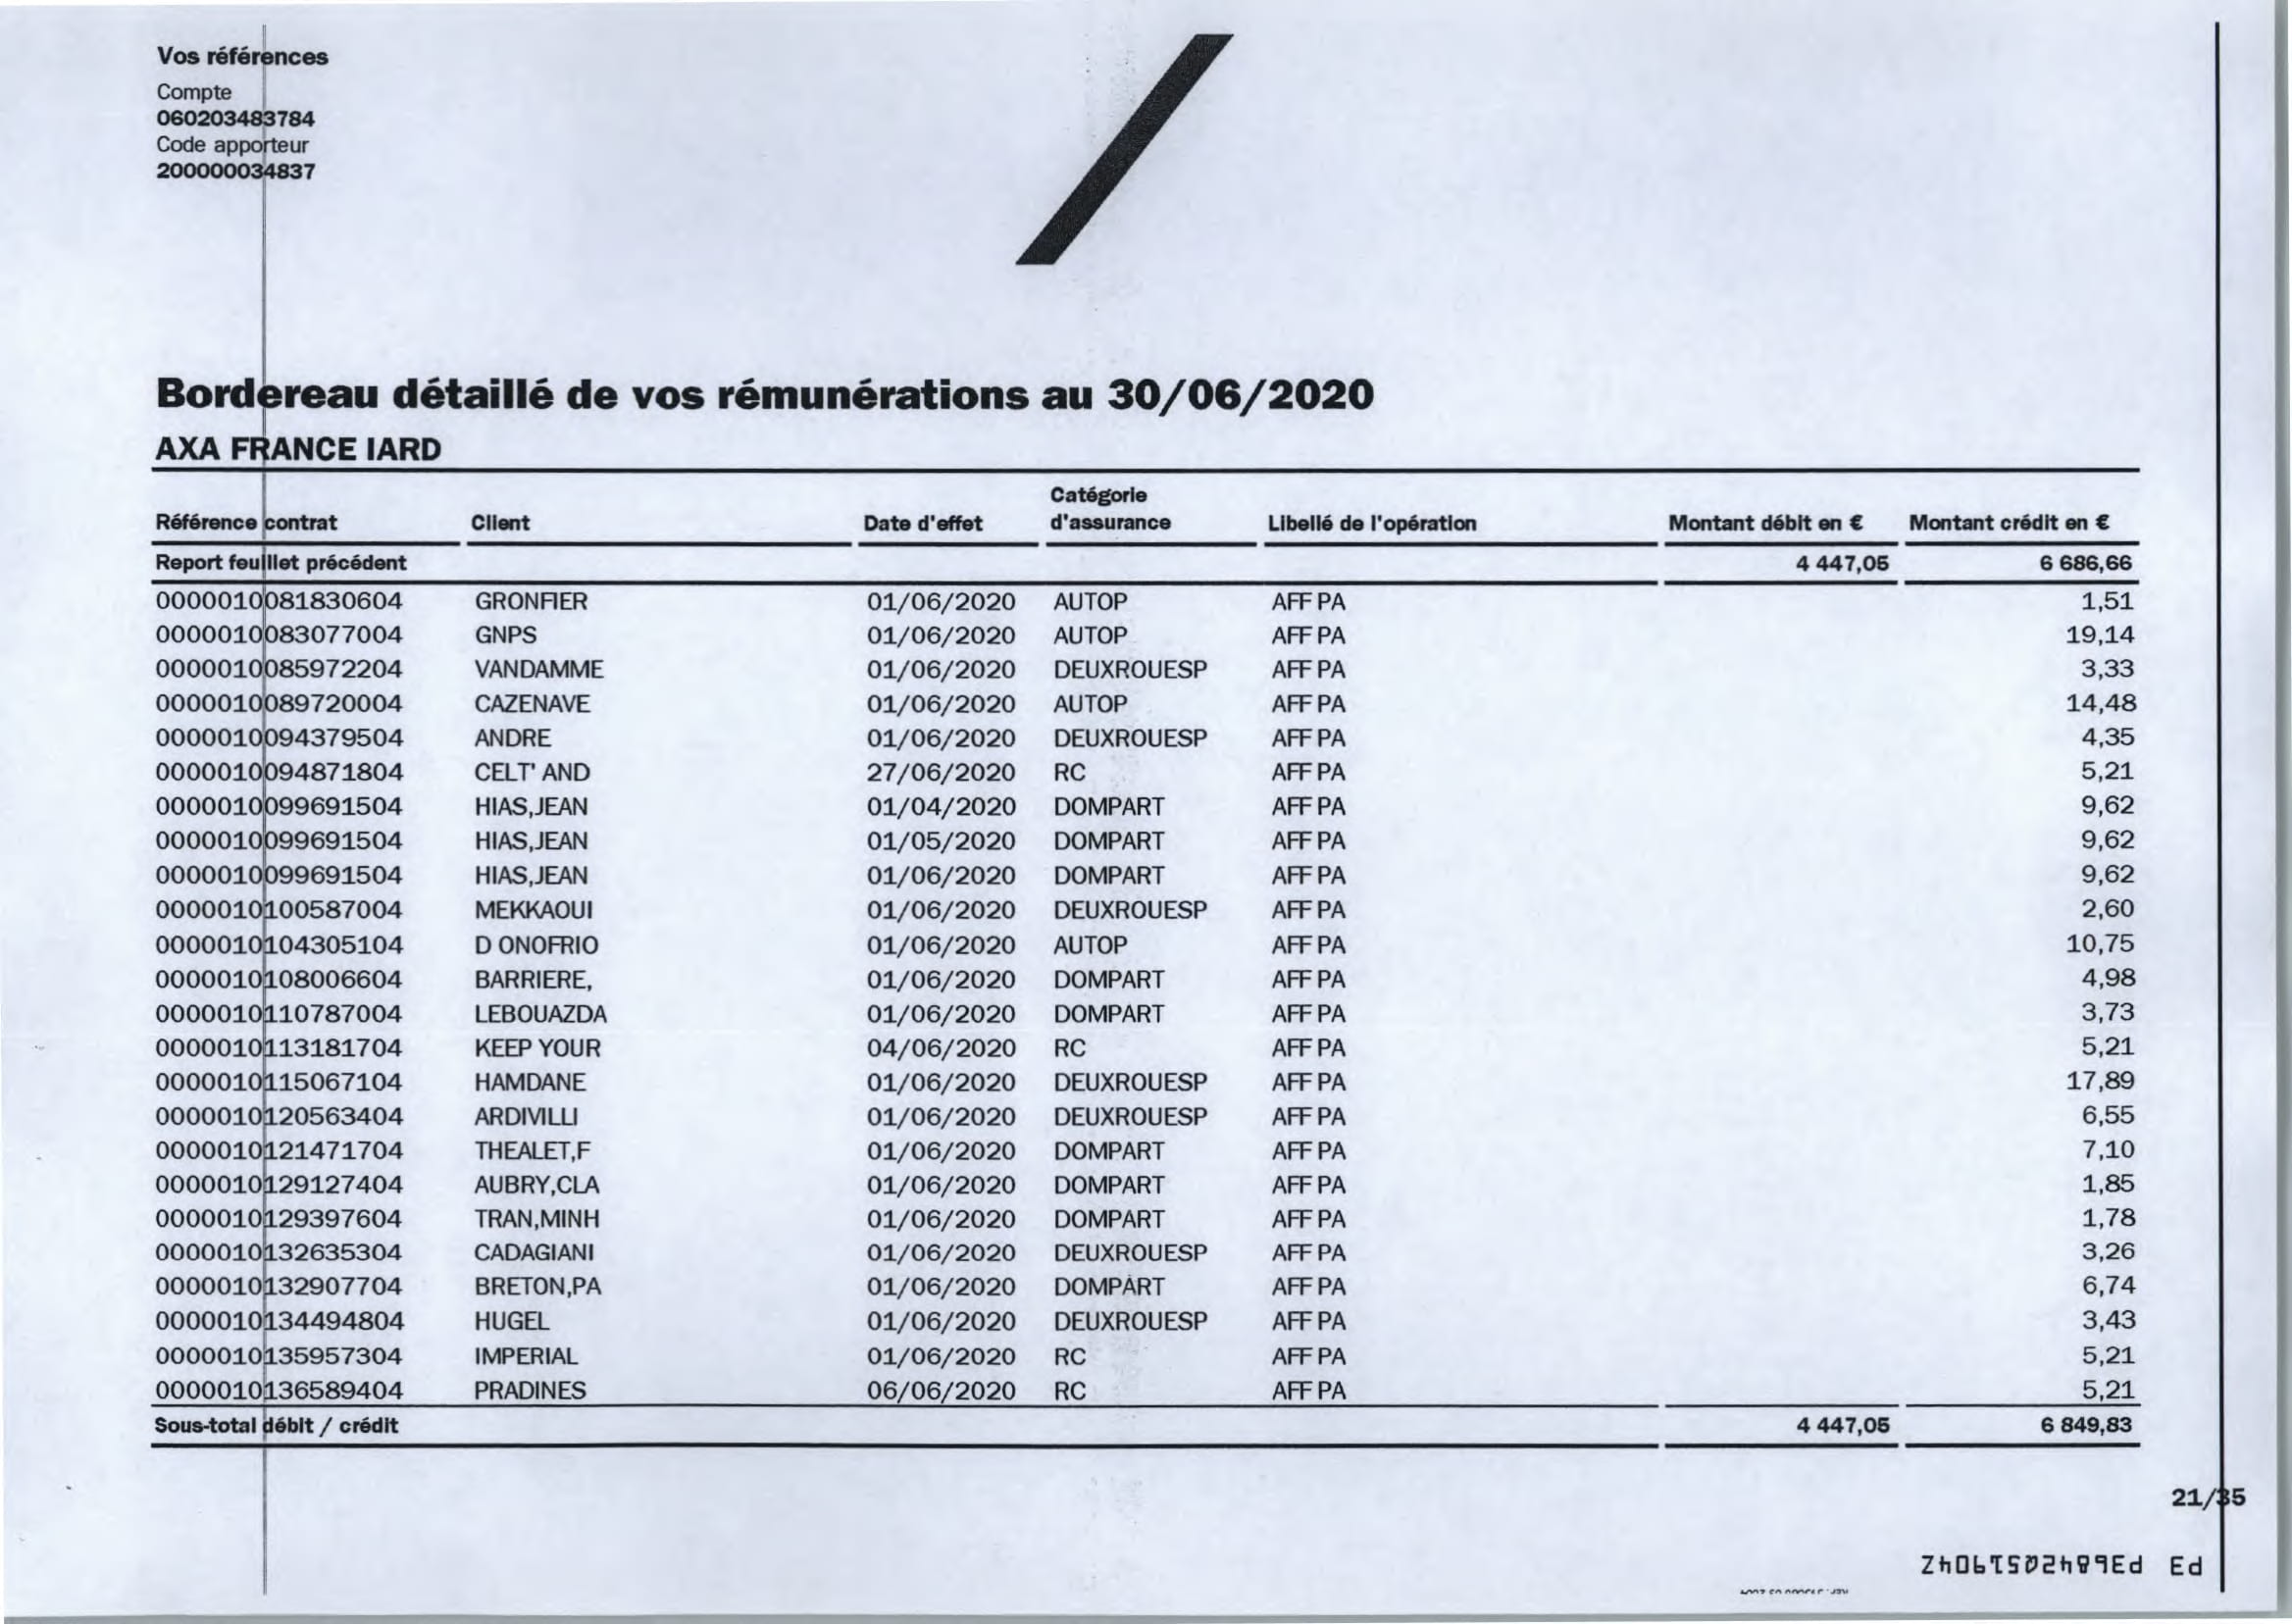 Vos références
Compte
060203483784
Code apporteur
200000034837
Bordereau détaillé de vos rémunérations au 30/06/2020
AXA FRANCE IARD
Référence contrat Client Date d'effet Catégorie d'assurance Libellé de l'opération Montant débit en € Montant crédit en €
Report feuillet précédent 4 447,05 6 686,66
0000010081830604 GRONFIER 01/06/2020 AUTOP AFF PA 1,51
0000010083077004 GNPS 01/06/2020 AUTOP AFF PA 19,14
0000010085972204 VANDAMME 01/06/2020 DEUXROUESP AFF PA 3,33
0000010089720004 CAZENAVE 01/06/2020 AUTOP AFF PA 14,48
0000010094379504 ANDRE 01/06/2020 DEUXROUESP AFF PA 4,35
0000010094871804 CELT' AND 27/06/2020 RC AFF PA 5,21
0000010099691504 HIAS,JEAN 01/04/2020 DOMPART AFF PA 9,62
0000010099691504 HIAS,JEAN 01/05/2020 DOMPART AFF PA 9,62
0000010099691504 HIAS,JEAN 01/06/2020 DOMPART AFF PA 9,62
0000010100587004 MEKKAOUI 01/06/2020 DEUXROUESP AFF PA 2,60
0000010104305104 D ONOFRIO 01/06/2020 AUTOP AFF PA 10,75
0000010108006604 BARRIERE, 01/06/2020 DOMPART AFF PA 4,98
0000010110787004 LEBOUAZDA 01/06/2020 DOMPART AFF PA 3,73
0000010113181704 KEEP YOUR 04/06/2020 RC AFF PA 5,21
0000010115067104 HAMDANE 01/06/2020 DEUXROUESP AFF PA 17,89
0000010120563404 ARDIVILLI 01/06/2020 DEUXROUESP AFF PA 6,55
0000010121471704 THEALET,F 01/06/2020 DOMPART AFF PA 7,10
0000010129127404 AUBRY,CLA 01/06/2020 DOMPART AFF PA 1,85
0000010129397604 TRAN,MINH 01/06/2020 DOMPART AFF PA 1,78
0000010132635304 CADAGIANI 01/06/2020 DEUXROUESP AFF PA 3,26
0000010132907704 BRETON,PA 01/06/2020 DOMPART AFF PA 6,74
0000010134494804 HUGEL 01/06/2020 DEUXROUESP AFF PA 3,43
0000010135957304 IMPERIAL 01/06/2020 RC AFF PA 5,21
0000010136589404 PRADINES 06/06/2020 RC AFF PA 5,21
Sous-total débit / crédit 4 447,05 6 849,83
21/35